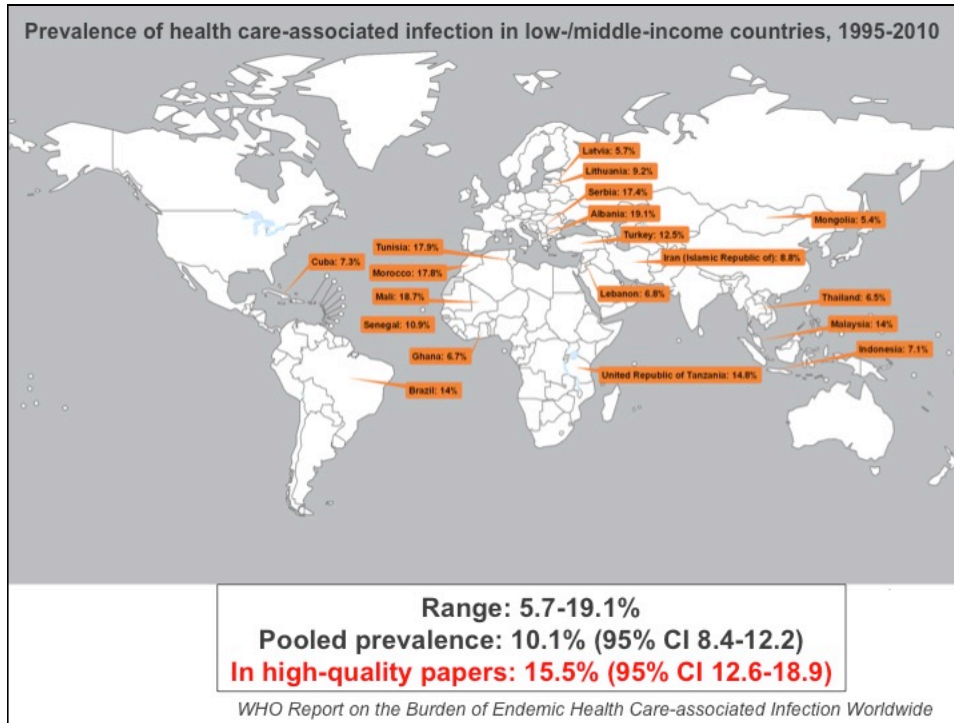 Prevalence of health care-associated infection in low-/middle-income countries, 1995-2010
Latvia: 5.7%
Lithuania: 9.2%
Serbia: 17.4%
Albania: 19.1%
Mongolia: 5.4%
Turkey: 12.5%
Tunisia: 17.9%
Iran (Islamic Republic of): 8.8%
Cuba: 7.3%
Morocco: 17.8%
Lebanon: 6.8%
Mali: 18.7%
Thailand: 6.5%
Senegal: 10.9%
Malaysia: 14%
Indonesia: 7.1%
Ghana: 6.7%
United Republic of Tanzania: 14.8%
Brazil: 14%
Range: 5.7-19.1%
Pooled prevalence: 10.1% (95% CI 8.4-12.2)
In high-quality papers: 15.5% (95% CI 12.6-18.9)
WHO Report on the Burden of Endemic Health Care-associated Infection Worldwide